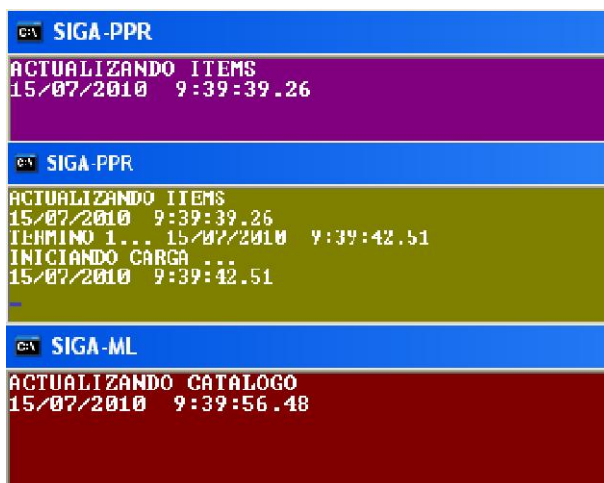 SIGA-PPR
ACTUALIZANDO ITEMS
15/07/2010 9:39:39.26
SIGA-PPR
ACTUALIZANDO ITEMS
15/07/2010 9:39:39.26
TERMINO 1... 15/07/2010 9:39:42.51
INICIANDO CARGA ...
15/07/2010 9:39:42.51
SIGA-ML
ACTUALIZANDO CATALOGO
15/07/2010 9:39:56.48